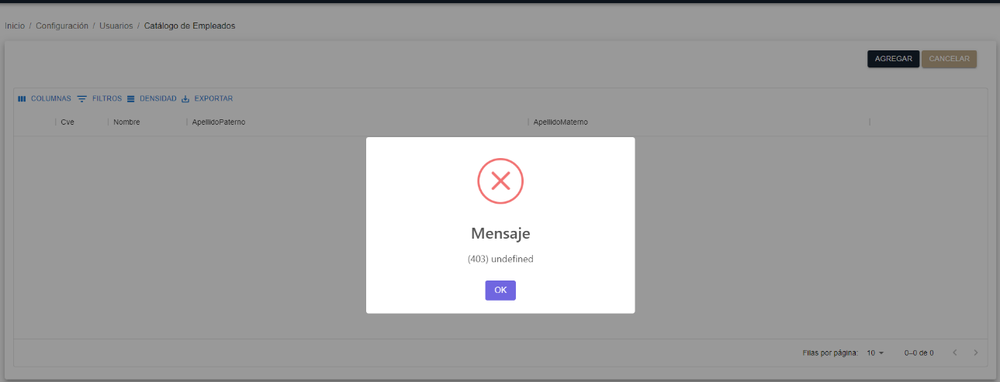 Inicio / Configuración / Usuarios / Catálogo de Empleados
AGREGAR CANCELAR
COLUMNAS FILTROS DENSIDAD EXPORTAR
Cve Nombre ApellidoPaterno ApellidoMaterno
Mensaje
(403) undefined
OK
Filas por página: 10 0–0 de 0